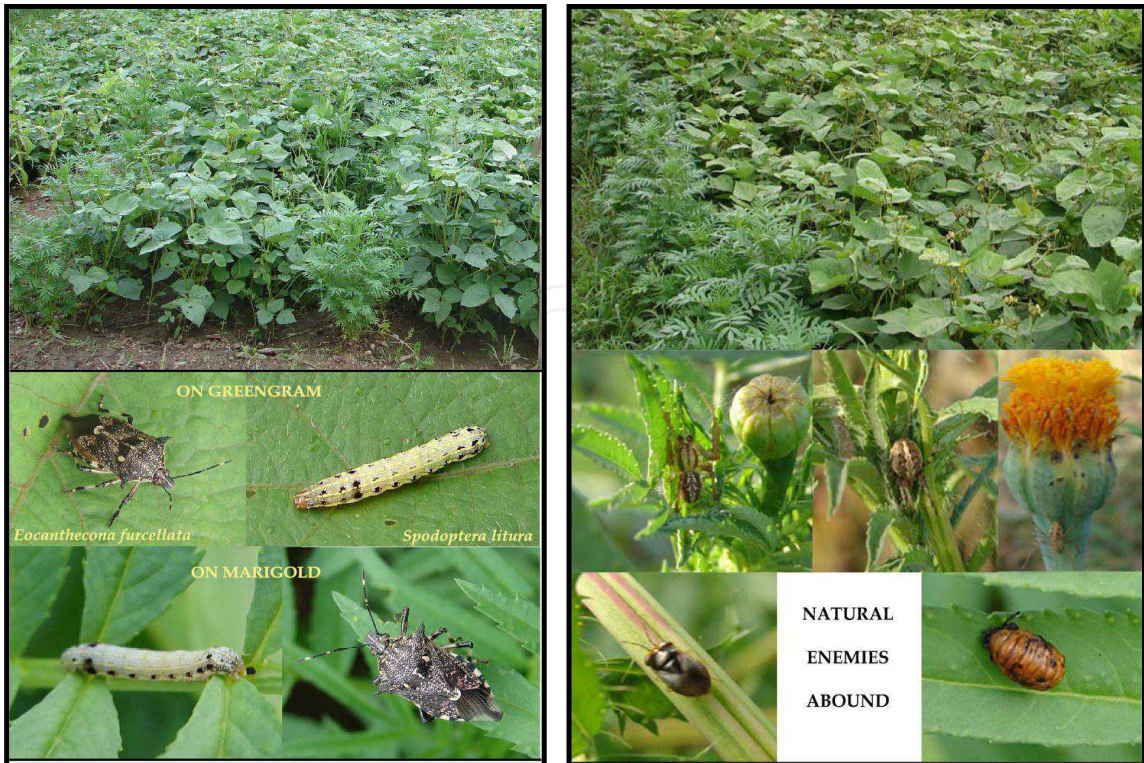 ON GREENGRAM
Eocanthecona furcellata
Spodoptera litura
ON MARIGOLD
NATURAL
ENEMIES
ABOUND